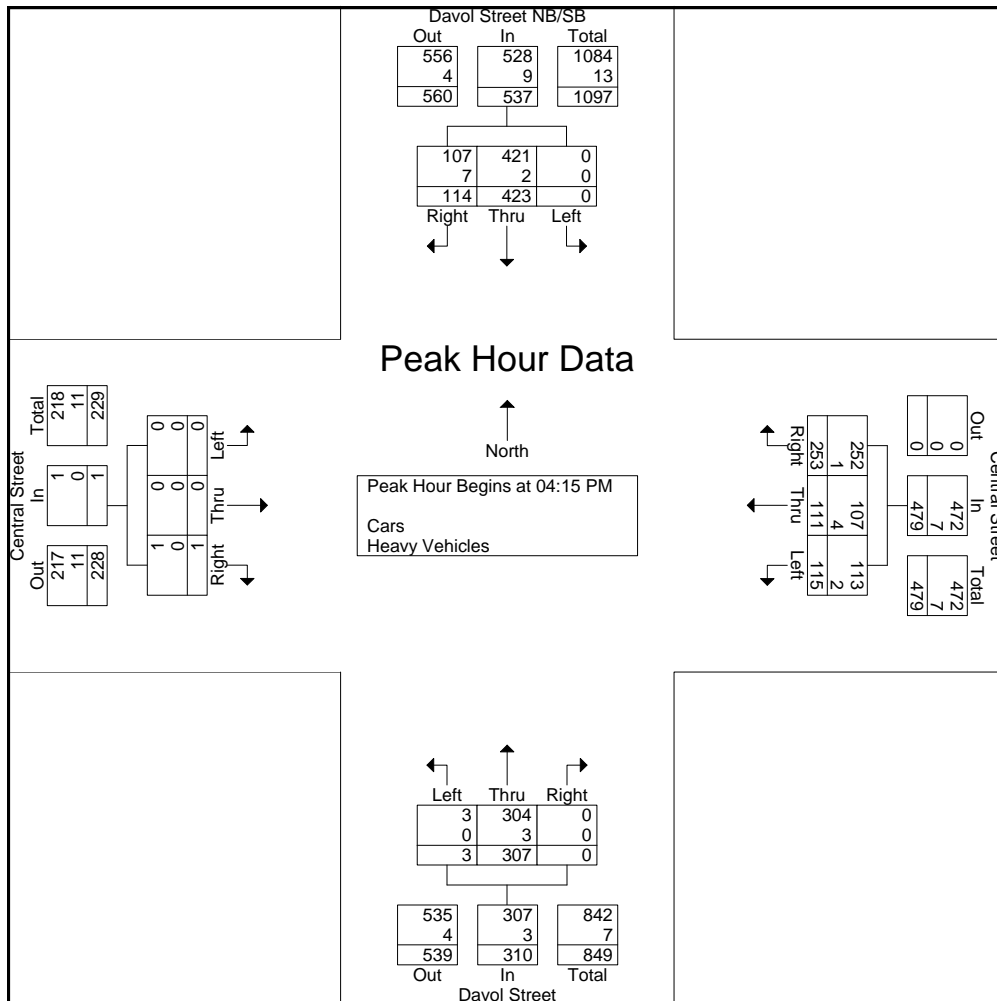 Davol Street NB/SB
Out In Total
556 528 1084
4 9 13
560 537 1097
107 421 0
7 2 0
114 423 0
Right Thru Left
Peak Hour Data
North
Peak Hour Begins at 04:15 PM
Cars
Heavy Vehicles
Central Street
Total In Out
218 1 217
11 0 11
229 1 228
0 0 1
0 0 0
0 0 1
Left Thru Right
Central Street
Out In Total
0 472 472
0 7 7
0 479 479
252 107 113
1 4 2
253 111 115
Right Thru Left
Left Thru Right
3 304 0
0 3 0
3 307 0
535 307 842
4 3 7
539 310 849
Out In Total
Davol Street